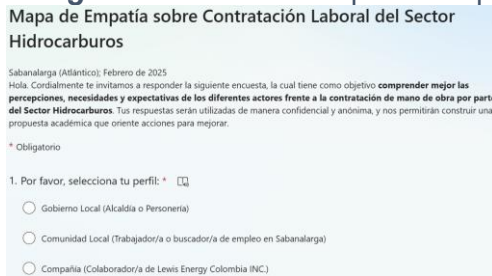 Mapa de Empatía sobre Contratación Laboral del Sector
Hidrocarburos
Sabanalarga (Atlántico); Febrero de 2025
Hola. Cordialmente te invitamos a responder la siguiente encuesta, la cual tiene como objetivo comprender mejor las
percepciones, necesidades y expectativas de los diferentes actores frente a la contratación de mano de obra por parte
del Sector Hidrocarburos. Tus respuestas serán utilizadas de manera confidencial y anónima, y nos permitirán construir una
propuesta académica que oriente acciones para mejorar.
* Obligatorio
1. Por favor, selecciona tu perfil: *
Gobierno Local (Alcaldía o Personería)
Comunidad Local (Trabajador/a o buscador/a de empleo en Sabanalarga)
Compañía (Colaborador/a de Lewis Energy Colombia INC.)